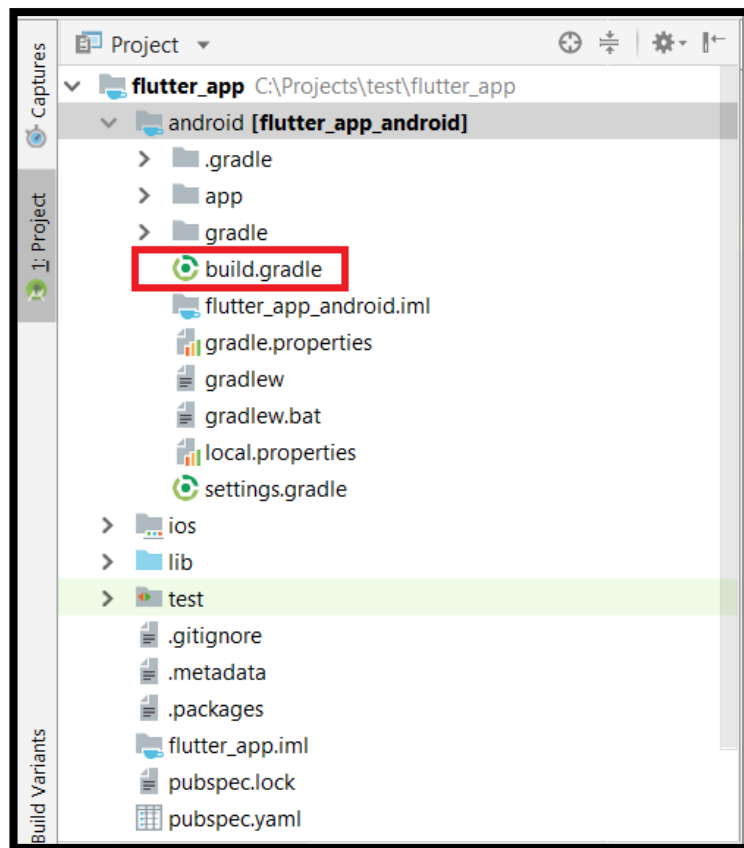 Project
flutter_app C:\Projects\test\flutter_app
android [flutter_app_android]
.gradle
app
gradle
build.gradle
flutter_app_android.iml
gradle.properties
gradlew
gradlew.bat
local.properties
settings.gradle
ios
lib
test
.gitignore
.metadata
.packages
flutter_app.iml
pubspec.lock
pubspec.yaml
Captures
1: Project
Build Variants